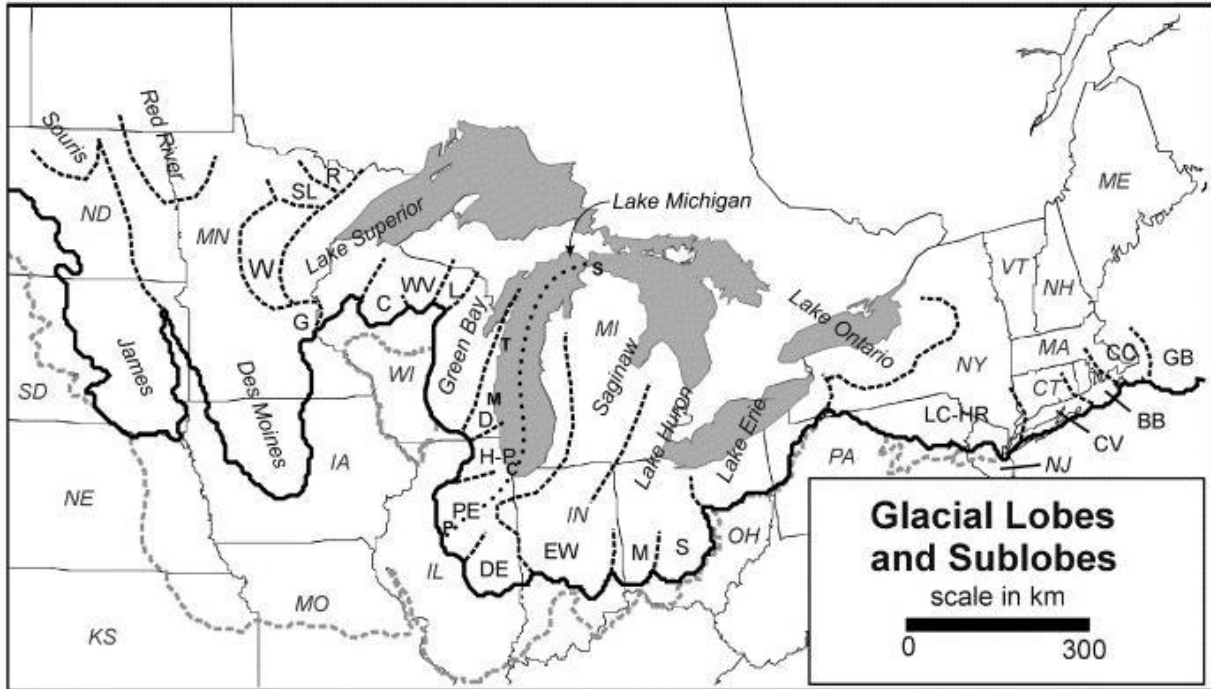 Souris
Red River
R
SL
ND
MN
W
Lake Superior
Lake Michigan
S
ME
VT
NH
C
WV
L
G
Green Bay
T
MI
Lake Ontario
NY
MA
CO
GB
CT
James
Des Moines
WI
SD
M
D
Saginaw
Lake Huron
Lake Erie
LC-HR
BB
CV
IA
H-P
C
PA
NJ
NE
PE
P
IN
OH
IL
DE
EW
M
S
MO
KS
Glacial Lobes
and Sublobes
scale in km
0 300